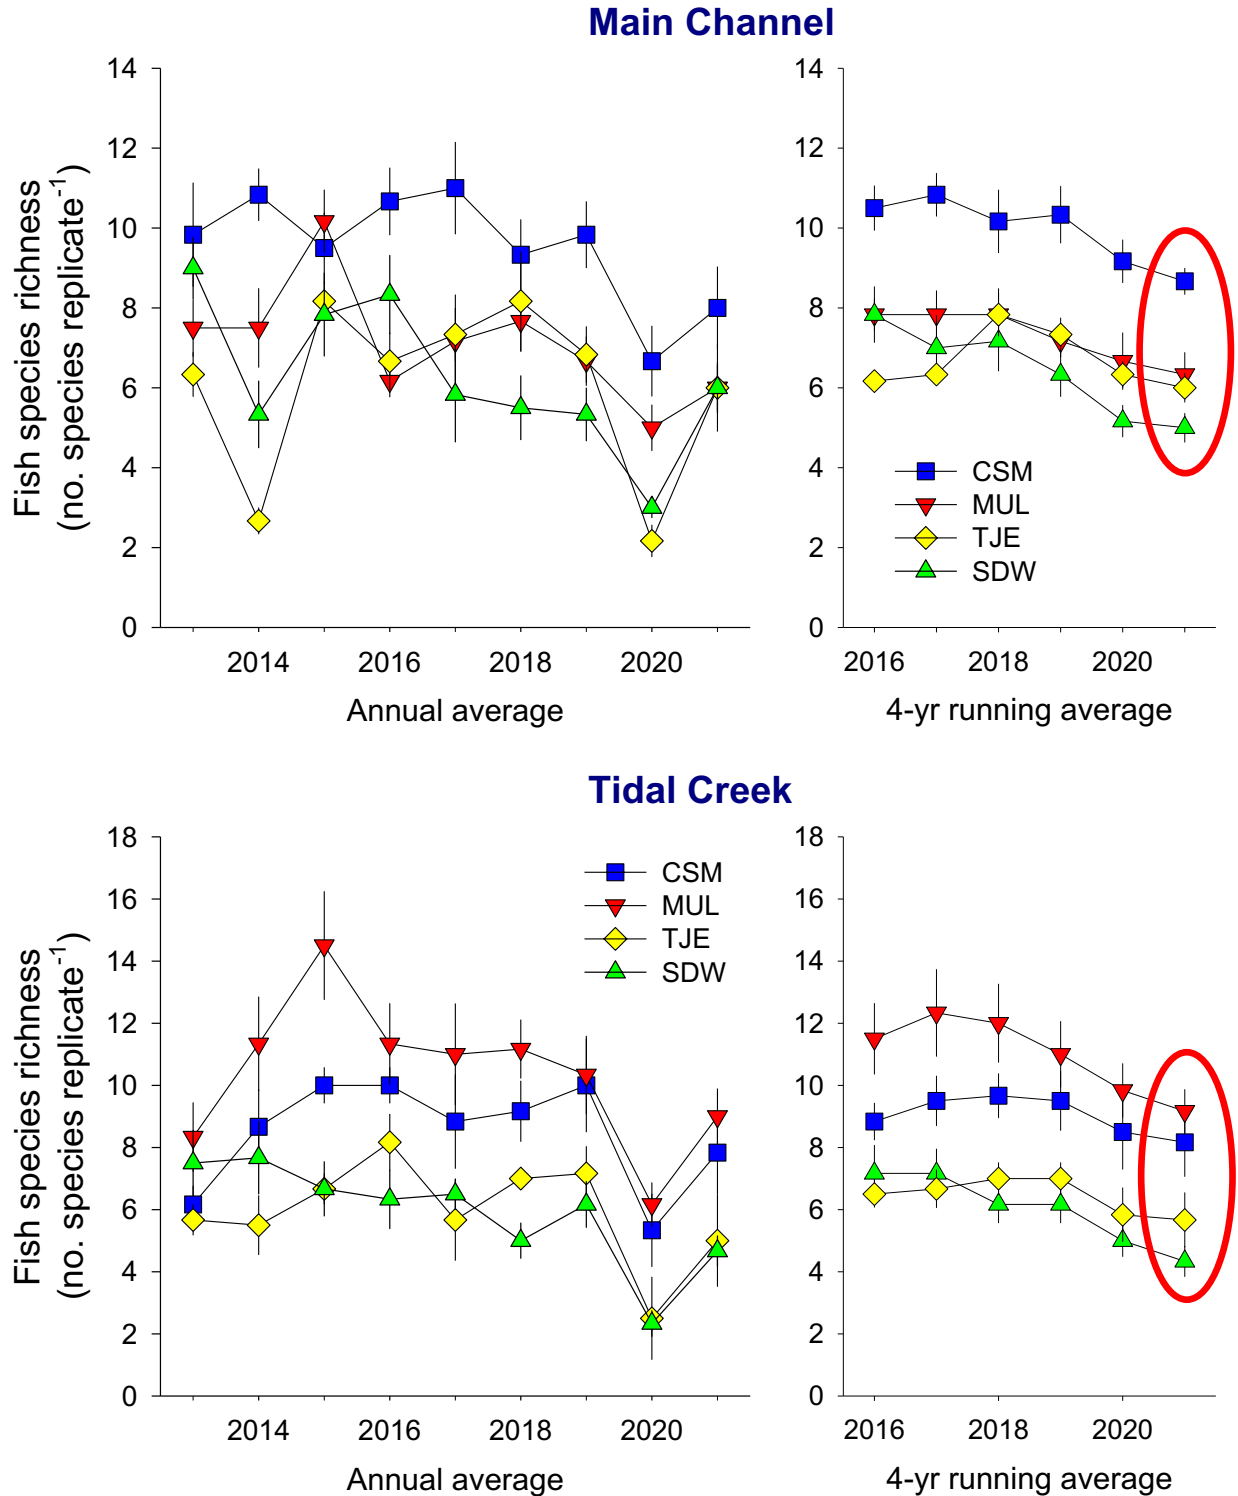 Main Channel
Fish species richness
(no. species replicate-1)
14
12
10
8
6
4
2
0
2014
2016
2018
2020
Annual average
14
12
10
8
6
4
2
0
CSM
MUL
TJE
SDW
2016
2018
2020
4-yr running average
Tidal Creek
Fish species richness
(no. species replicate-1)
18
16
14
12
10
8
6
4
2
0
CSM
MUL
TJE
SDW
2014
2016
2018
2020
Annual average
18
16
14
12
10
8
6
4
2
0
2016
2018
2020
4-yr running average